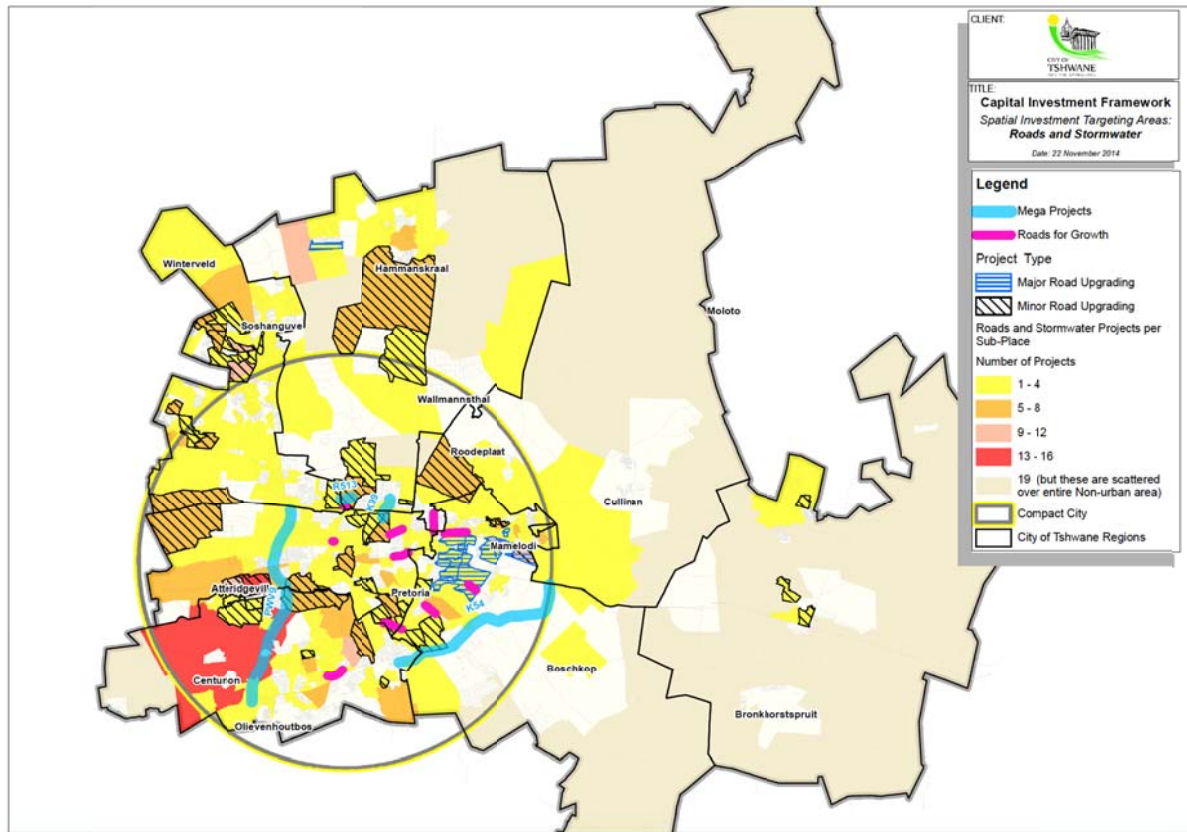 CLIENT:
CITY OF
TSHWANE
TITLE:
Capital Investment Framework
Spatial Investment Targeting Areas:
Roads and Stormwater
Date: 22 November 2014
Legend
Mega Projects
Roads for Growth
Project Type
Major Road Upgrading
Minor Road Upgrading
Roads and Stormwater Projects per
Sub-Place
Number of Projects
1 - 4
5 - 8
9 - 12
13 - 16
19 (but these are scattered
over entire Non-urban area)
Compact City
City of Tshwane Regions
Winterveld
Hammanskraal
Soshanguve
Moloto
Wallmannsthal
Roodeplaat
R513
K99
Cullinan
Mamelodi
Atteridgevil
PWV9
Pretoria
K54
Boschkop
Centurion
Olievenhoutbos
Bronkhorstspruit